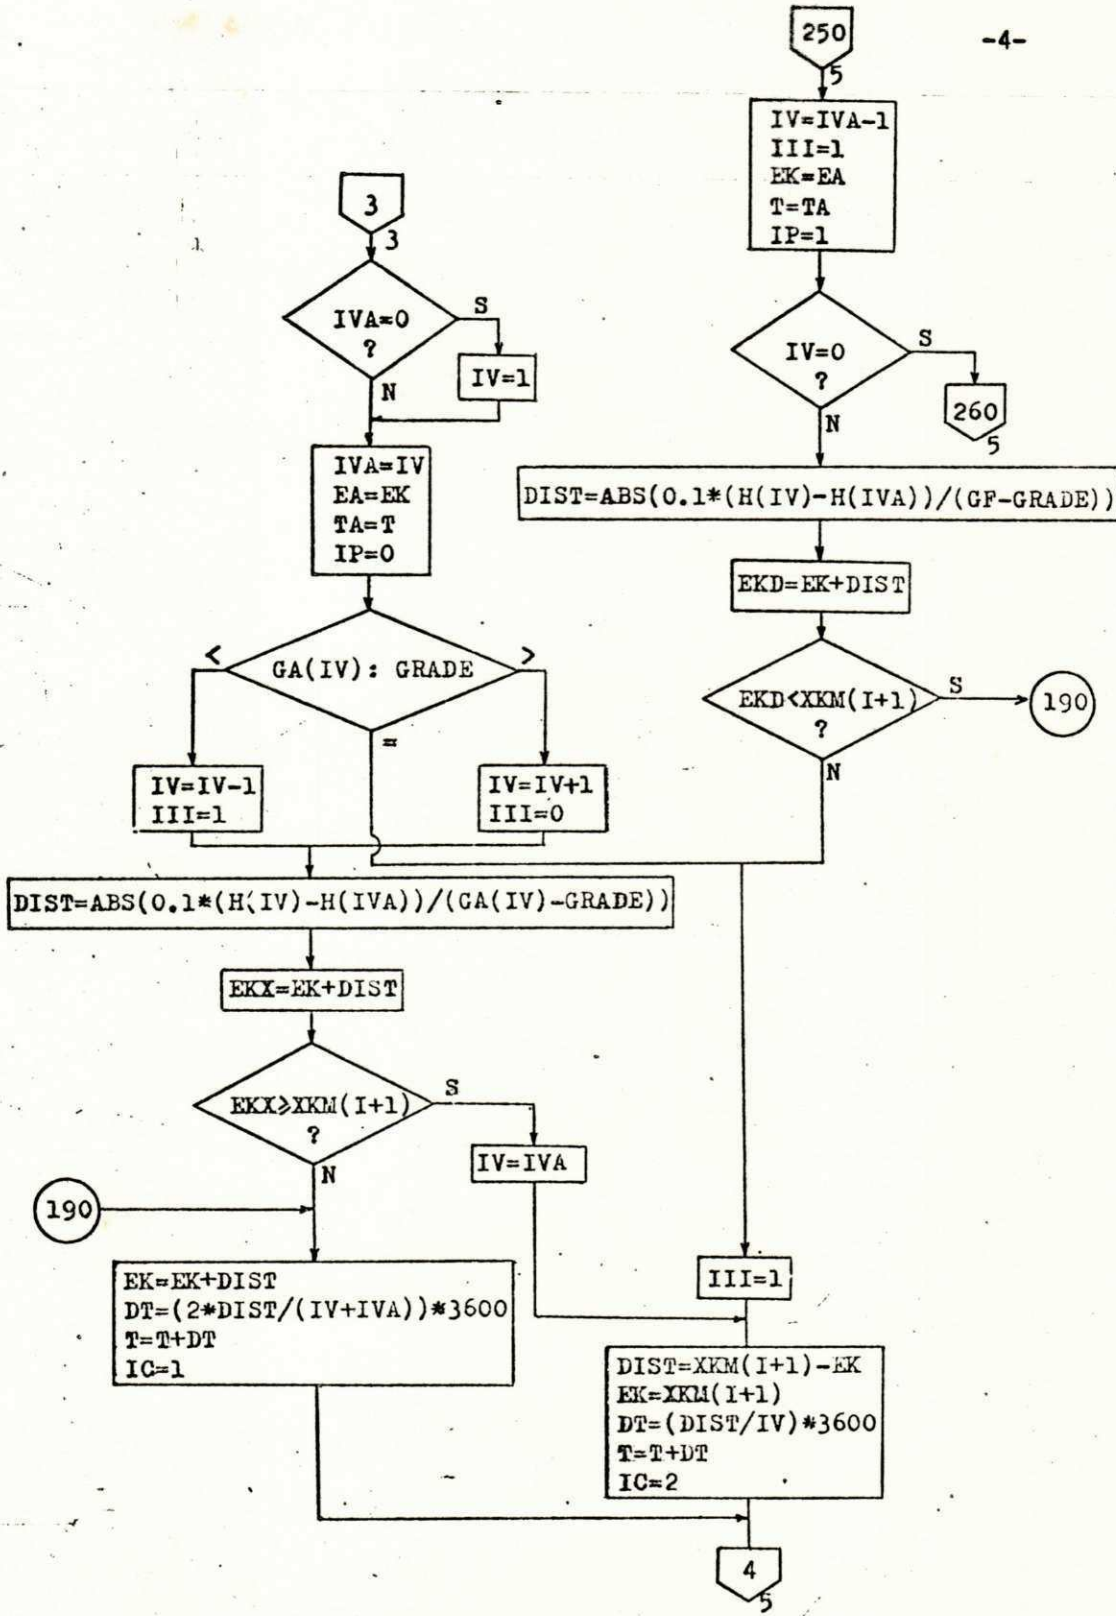 -4-
250
5
IV=IVA-1
III=1
EK=EA
T=TA
IP=1
IV=0
?
S
N
260
5
DIST=ABS(0.1*(H(IV)-H(IVA))/(GF-GRADE))
EKD=EK+DIST
EKD<XKM(I+1)
?
S
N
190
3
3
IVA=0
?
S
N
IV=1
IVA=IV
EA=EK
TA=T
IP=0
GA(IV): GRADE
<
>
=
IV=IV-1
III=1
IV=IV+1
III=0
DIST=ABS(0.1*(H(IV)-H(IVA))/(GA(IV)-GRADE))
EKX=EK+DIST
EKX⩾XKM(I+1)
?
S
N
IV=IVA
190
EK=EK+DIST
DT=(2*DIST/(IV+IVA))*3600
T=T+DT
IC=1
III=1
DIST=XKM(I+1)-EK
EK=XKM(I+1)
DT=(DIST/IV)*3600
T=T+DT
IC=2
4
5